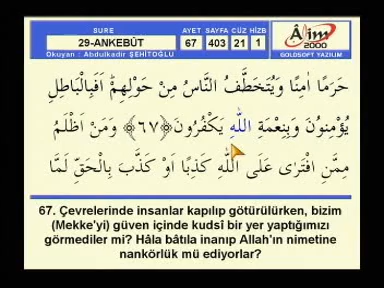 SURE AYET SAYFA CÜZ HİZB
29-ANKEBÛT 67 403 21 1
Okuyan : Abdulkadir ŞEHİTOĞLU
Âlim
2000
GOLDSOFT YAZILIM
حَرَمًا اٰمِنًا وَيُتَخَطَّفُ النَّاسُ مِنْ حَوْلِهِمْۜ اَفَبِالْبَاطِلِ
يُؤْمِنُونَ وَبِنِعْمَةِ اللّٰهِ يَكْفُرُونَ ﴿٦٧﴾ وَمَنْ اَظْلَمُ
مِمَّنِ افْتَرٰى عَلَى اللّٰهِ كَذِبًا اَوْ كَذَّبَ بِالْحَقِّ لَمَّا
67. Çevrelerinde insanlar kapılıp götürülürken, bizim
(Mekke'yi) güven içinde kudsî bir yer yaptığımızı
görmediler mi? Hâla bâtıla inanıp Allah'ın nimetine
nankörlük mü ediyorlar?